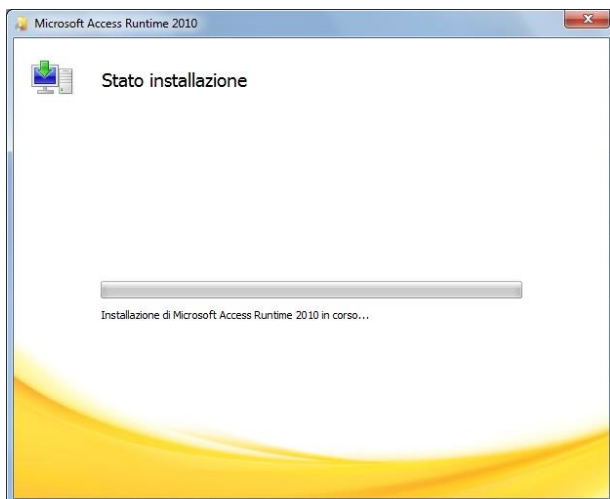 Microsoft Access Runtime 2010
Stato installazione
Installazione di Microsoft Access Runtime 2010 in corso...